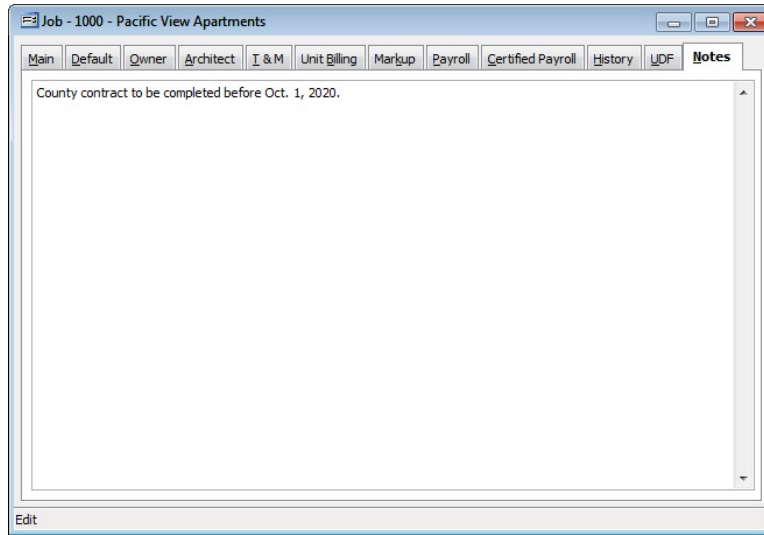 Job - 1000 - Pacific View Apartments
Main Default Owner Architect T & M Unit Billing Markup Payroll Certified Payroll History UDF Notes
County contract to be completed before Oct. 1, 2020.
Edit